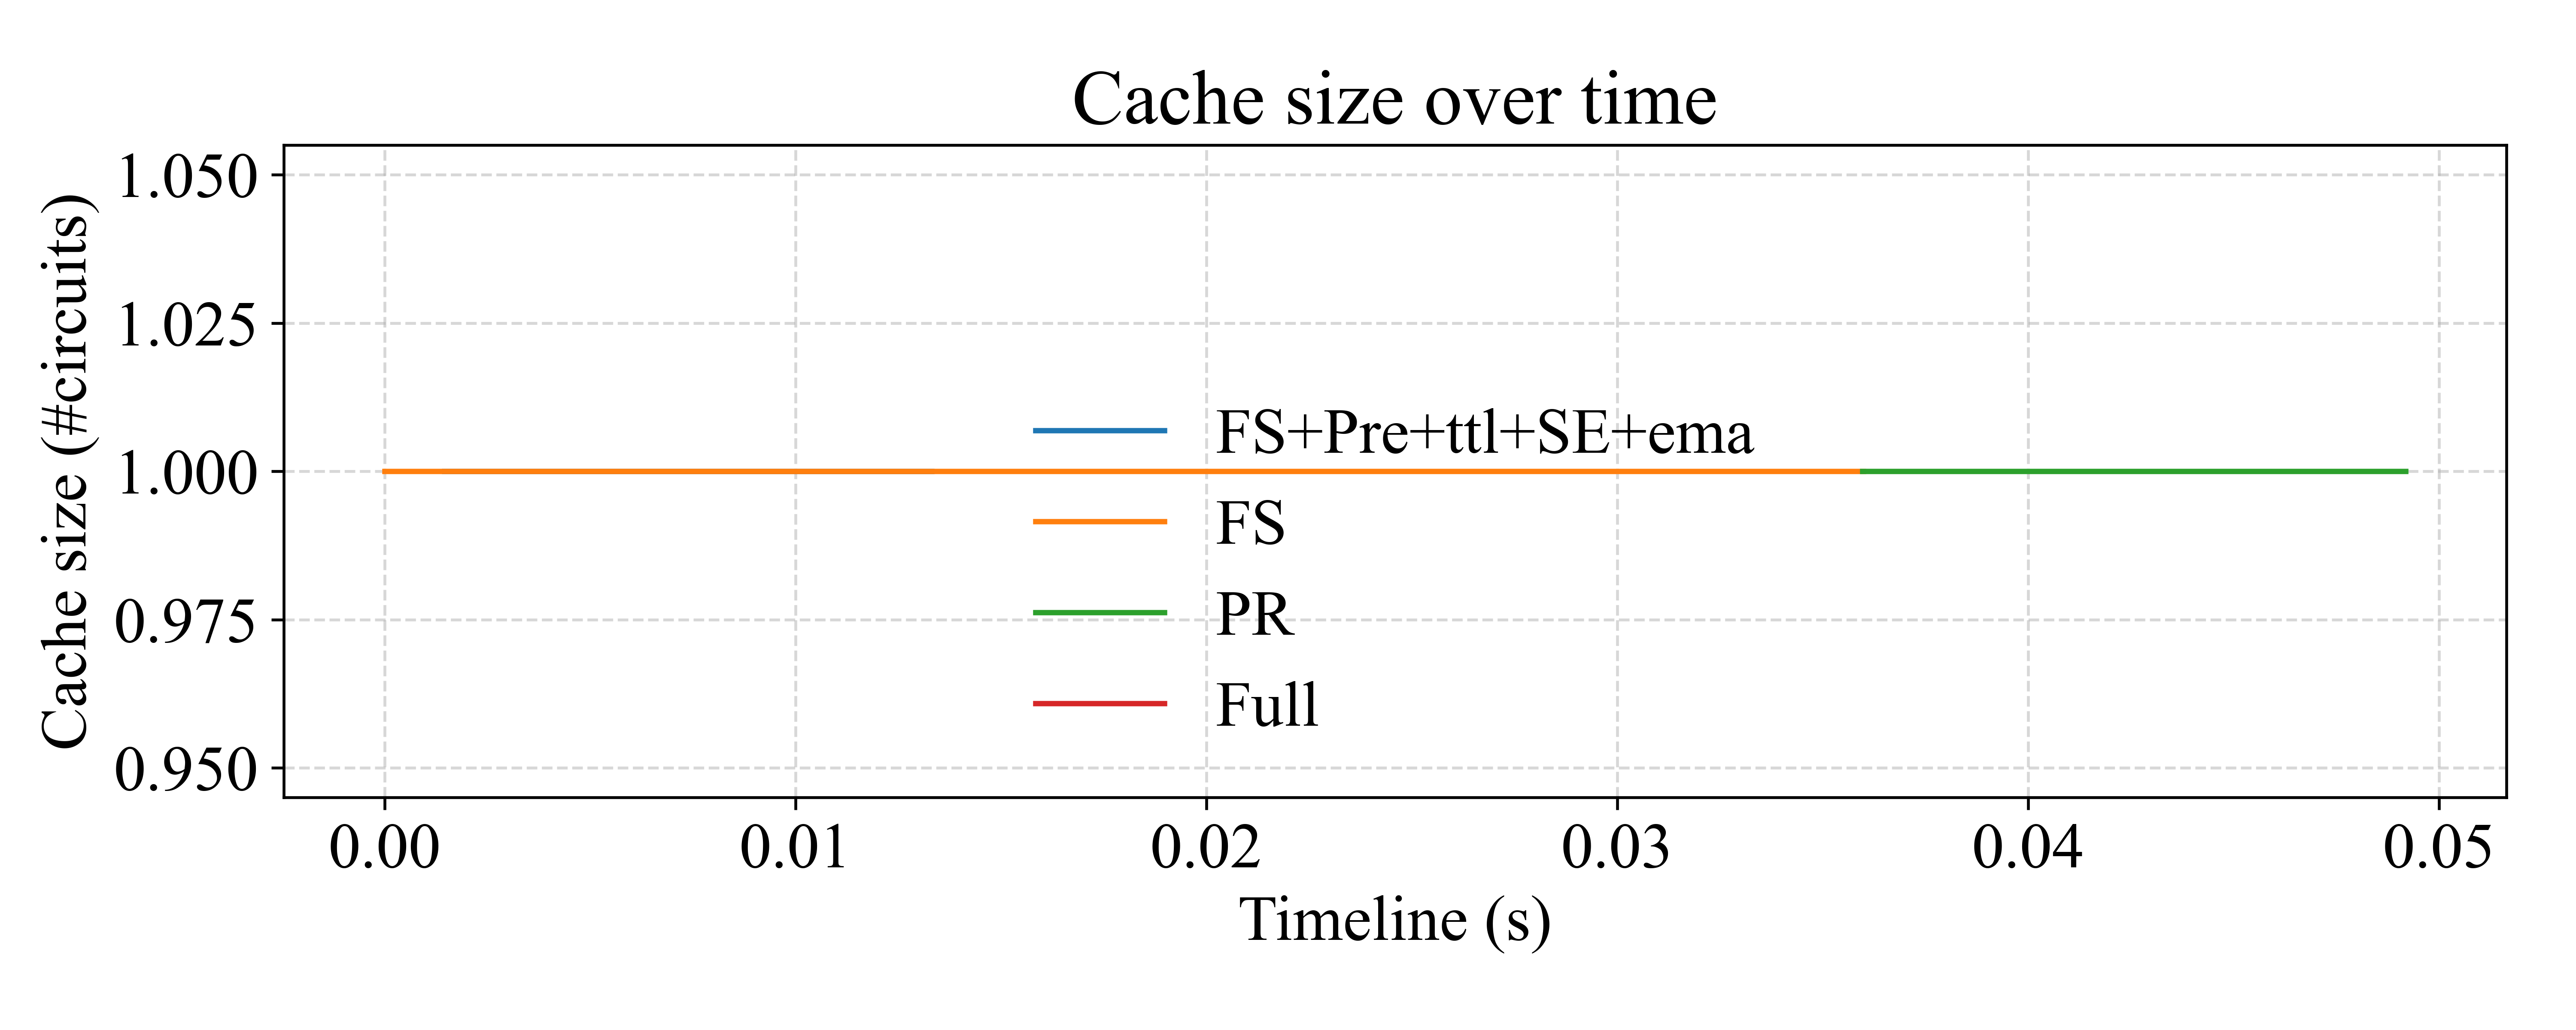 Cache size over time
Cache size (#circuits)
1.050
1.025
1.000
0.975
0.950
FS+Pre+ttl+SE+ema
FS
PR
Full
0.00 0.01 0.02 0.03 0.04 0.05
Timeline (s)